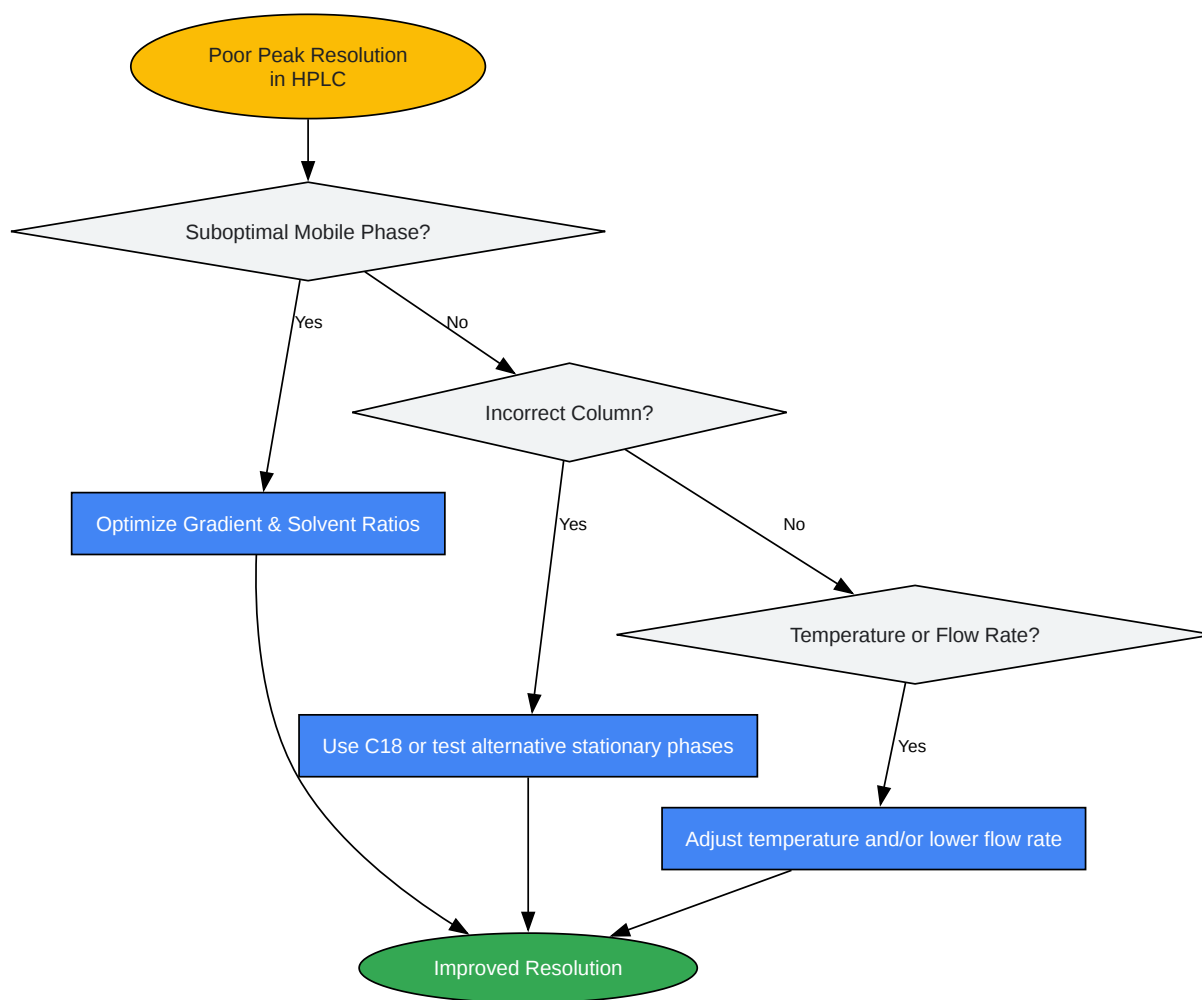 Poor Peak Resolution
in HPLC
Suboptimal Mobile Phase?
Yes
No
Incorrect Column?
Optimize Gradient & Solvent Ratios
Yes
No
Temperature or Flow Rate?
Use C18 or test alternative stationary phases
Yes
Adjust temperature and/or lower flow rate
Improved Resolution